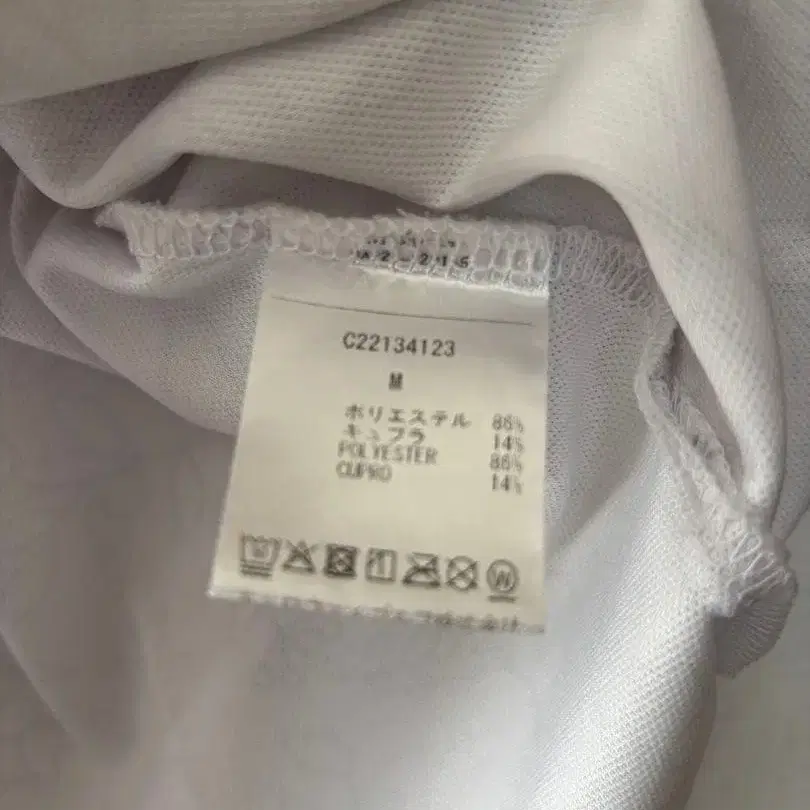 C22134123
M
ポリエステル 86%
キュプラ 14%
POLYESTER 86%
CUPRO 14%
W